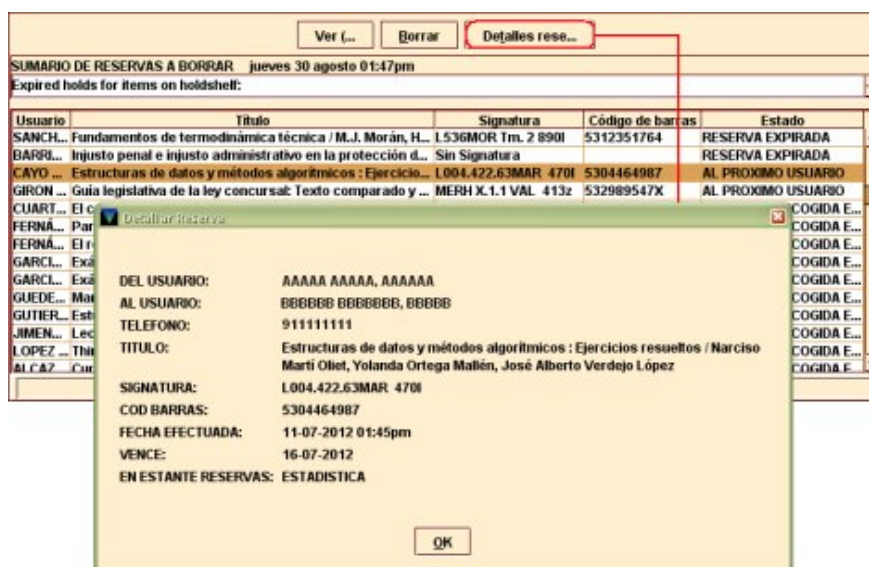 Ver (...
Borrar
Detalles rese...
SUMARIO DE RESERVAS A BORRAR jueves 30 agosto 01:47pm
Expired holds for items on holdshelf:
Usuario Título Signatura Código de barras Estado
SANCH... Fundamentos de termodinámica técnica / M.J. Morán, H... L536MOR Tm. 2 890I 5312351764 RESERVA EXPIRADA
BARRI... Injusto penal e injusto administrativo en la protección d... Sin Signatura RESERVA EXPIRADA
CAYO ... Estructuras de datos y métodos algorítmicos : Ejercicio... L004.422.63MAR 470I 5304464987 AL PROXIMO USUARIO
GIRON ... Guía legislativa de la ley concursal: Texto comparado y ... MERH X.1.1 VAL 413z 532989547X AL PROXIMO USUARIO
CUART... El c COGIDA E...
FERNÁ... Par COGIDA E...
FERNÁ... El r COGIDA E...
GARCI... Exá COGIDA E...
GARCI... Exá COGIDA E...
GUEDE... Mar COGIDA E...
GUTIER... Est COGIDA E...
JIMEN... Lec COGIDA E...
LOPEZ ... Thi COGIDA E...
ALCAZ Cur COGIDA E...
Detallar Reserva
DEL USUARIO: AAAAA AAAAA, AAAAAA
AL USUARIO: BBBBBB BBBBBBB, BBBBB
TELEFONO: 911111111
TITULO: Estructuras de datos y métodos algorítmicos : Ejercicios resueltos / Narciso
Martí Oliet, Yolanda Ortega Mallén, José Alberto Verdejo López
SIGNATURA: L004.422.63MAR 470I
COD BARRAS: 5304464987
FECHA EFECTUADA: 11-07-2012 01:45pm
VENCE: 16-07-2012
EN ESTANTE RESERVAS: ESTADISTICA
OK